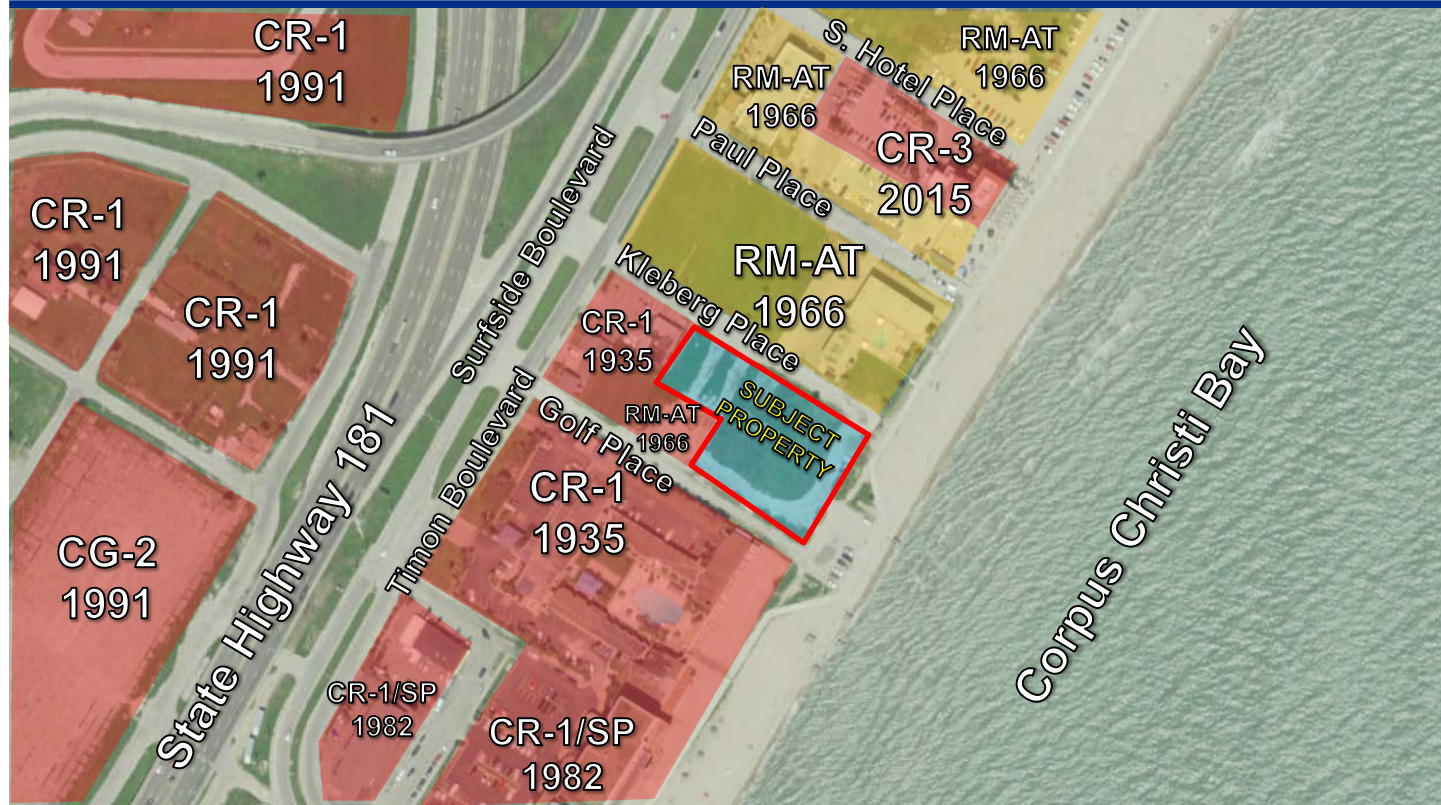 CR-1
1991
S. Hotel Place
RM-AT
1966
RM-AT
1966
CR-3
2015
Paul Place
CR-1
1991
CR-1
1991
Surfside Boulevard
RM-AT
1966
Kleberg Place
CR-1
1935
SUBJECT
PROPERTY
RM-AT
1966
Golf Place
Timon Boulevard
CR-1
1935
State Highway 181
Corpus Christi Bay
CG-2
1991
CR-1/SP
1982
CR-1/SP
1982